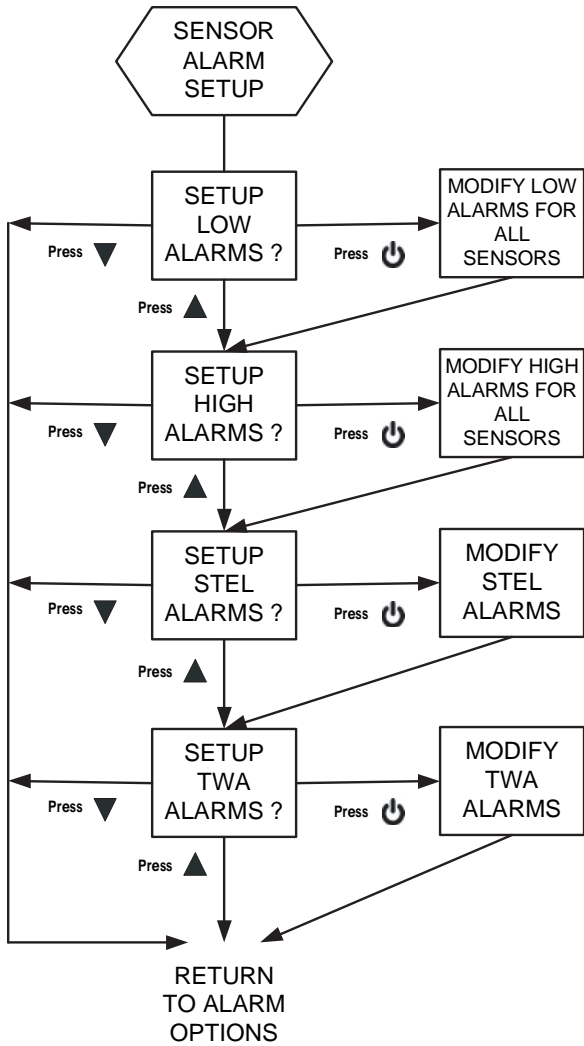 SENSOR
ALARM
SETUP
SETUP
LOW
ALARMS ?
MODIFY LOW
ALARMS FOR
ALL
SENSORS
Press
Press
Press
SETUP
HIGH
ALARMS ?
MODIFY HIGH
ALARMS FOR
ALL
SENSORS
Press
Press
Press
SETUP
STEL
ALARMS ?
MODIFY
STEL
ALARMS
Press
Press
Press
SETUP
TWA
ALARMS ?
MODIFY
TWA
ALARMS
Press
Press
Press
RETURN
TO ALARM
OPTIONS